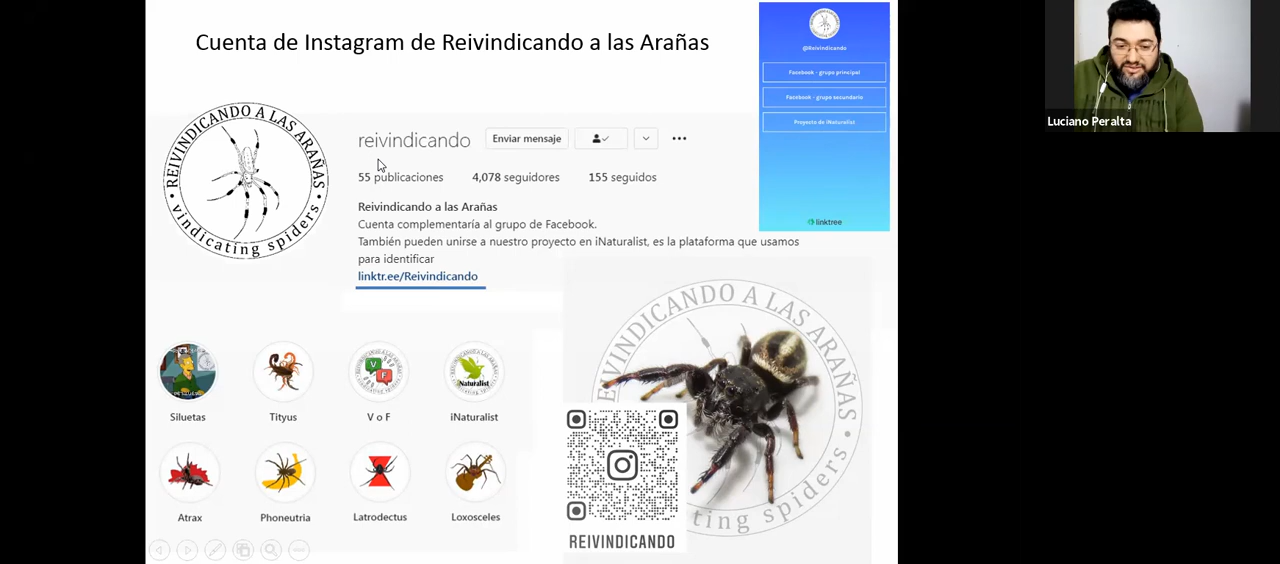 Cuenta de Instagram de Reivindicando a las Arañas
REIVINDICANDO A LAS ARAÑAS
vindicating spiders
reivindicando
Enviar mensaje
55 publicaciones 4,078 seguidores 155 seguidos
Reivindicando a las Arañas
Cuenta complementaría al grupo de Facebook.
También pueden unirse a nuestro proyecto en iNaturalist, es la plataforma que usamos
para identificar
linktr.ee/Reivindicando
@Reivindicando
Facebook - grupo principal
Facebook - grupo secundario
Proyecto de iNaturalist
linktree
Luciano Peralta
V
F
iNaturalist
Siluetas
Tityus
V o F
iNaturalist
Atrax
Phoneutria
Latrodectus
Loxosceles
REIVINDICANDO A LAS ARAÑAS
ting spiders
REIVINDICANDO